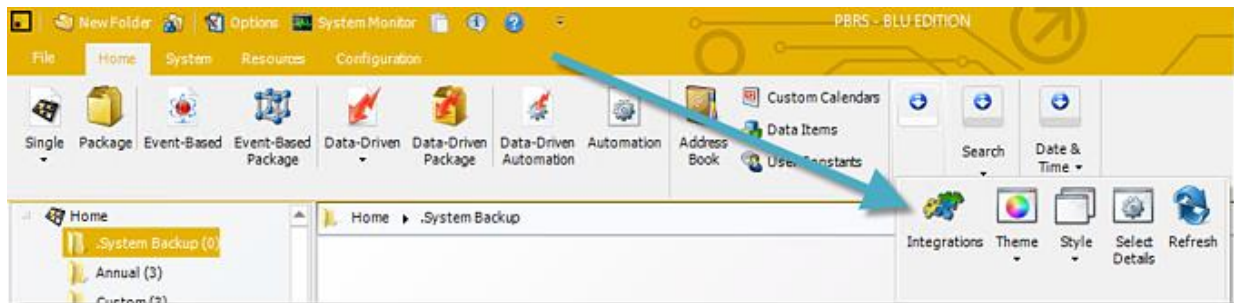 New Folder Options System Monitor PBRS - BLU EDITION
File Home System Resources Configuration
Single Package Event-Based Event-Based Package Data-Driven Data-Driven Package Data-Driven Automation Automation Address Book
Custom Calendars
Data Items
User Constants
Search Date & Time
Integrations Theme Style Select Details Refresh
Home
.System Backup (0)
Annual (3)
Custom (3)
Home .System Backup